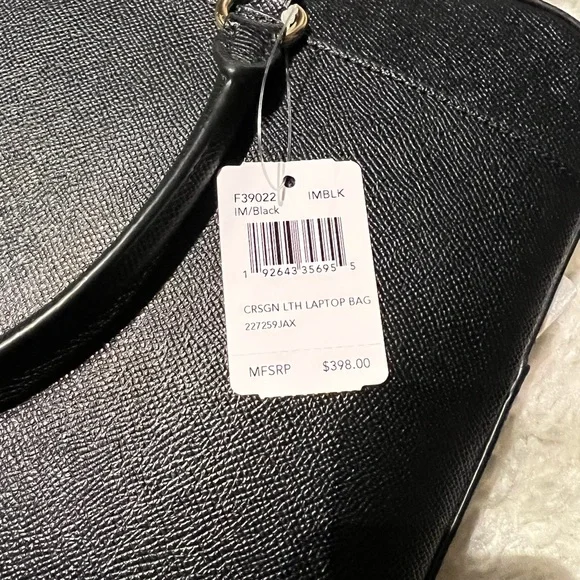 F39022 IMBLK
IM/Black
1 92643 35695 5
CRSGN LTH LAPTOP BAG
227259JAX
MFSRP $398.00